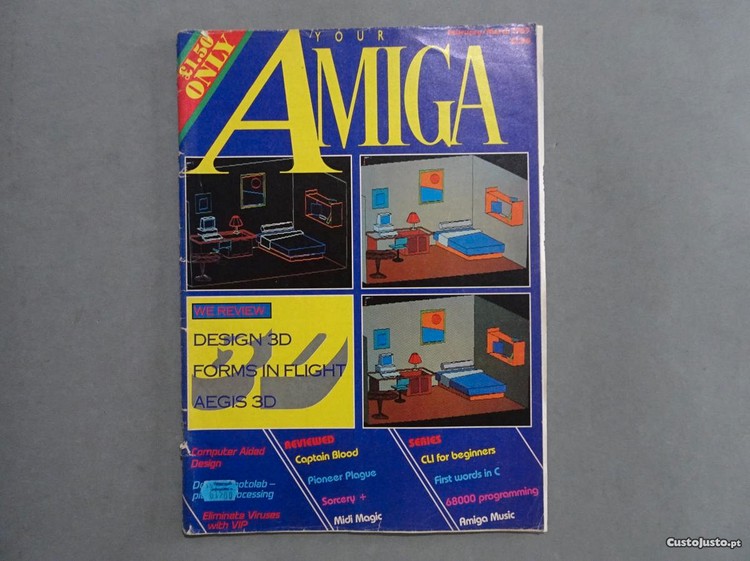 £1.50
ONLY
YOUR
AMIGA
WE REVIEW
DESIGN 3D
FORMS IN FLIGHT
AEGIS 3D
3D
Computer Aided
Design
REVIEWED
Captain Blood
Pioneer Plague
Sorcery +
Midi Magic
SERIES
CLI for beginners
First words in C
68000 programming
Amiga Music
Eliminate Viruses
with VIP
CustoJusto.pt